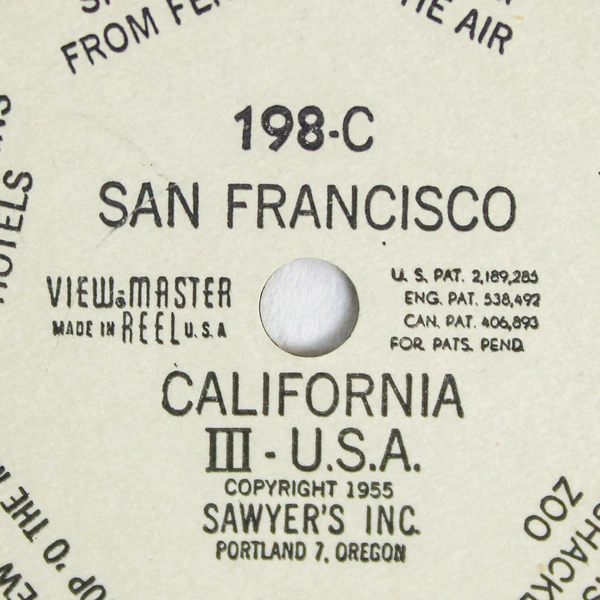 FROM THE AIR
198-C
SAN FRANCISCO
VIEW-MASTER
MADE IN REEL U.S.A
U. S. PAT. 2,189,285
ENG. PAT. 538,492
CAN. PAT. 406,893
FOR. PATS. PEND.
CALIFORNIA
III - U.S.A.
COPYRIGHT 1955
SAWYER'S INC.
PORTLAND 7, OREGON
HOTELS
'O THE
ZOO